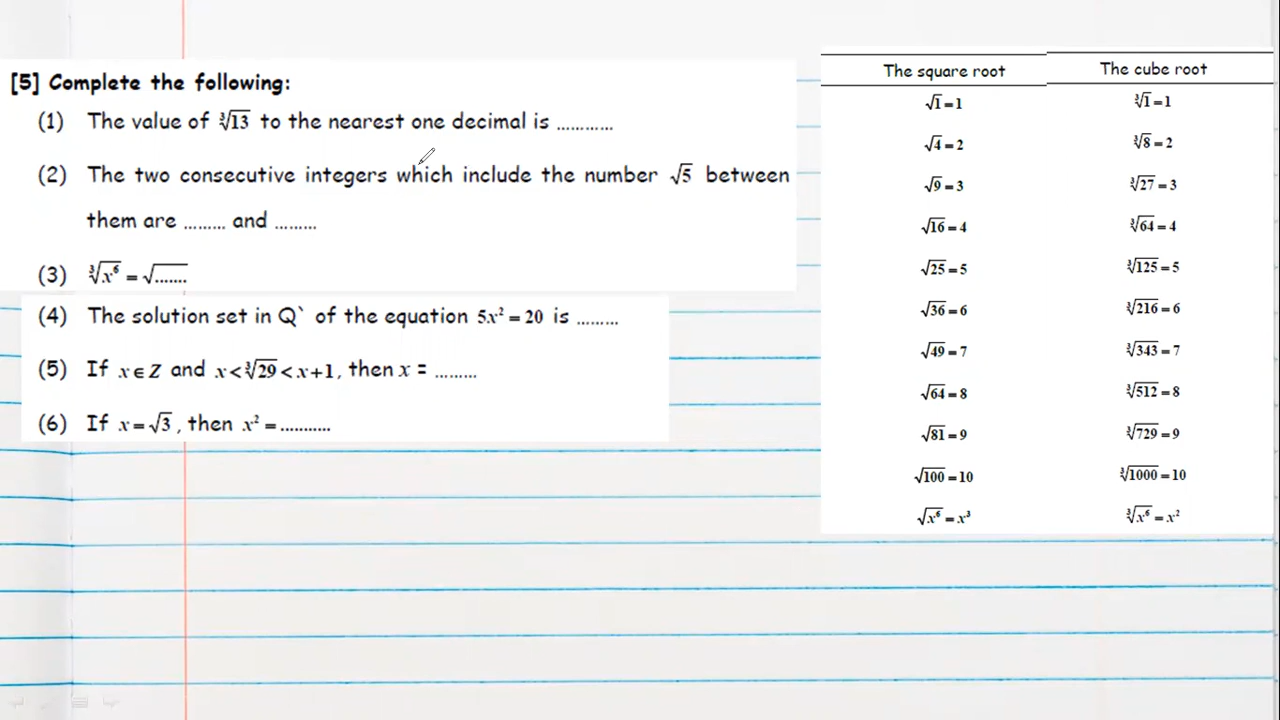 [5] Complete the following:
(1) The value of ∛13 to the nearest one decimal is ............
(2) The two consecutive integers which include the number √5 between
them are ......... and .........
(3) ∛x⁶ = √.......
(4) The solution set in Q` of the equation 5x² = 20 is .........
(5) If x ∈ Z and x < ∛29 < x + 1, then x = .........
(6) If x = √3, then x² = ...........
The square root The cube root
√1 = 1 ∛1 = 1
√4 = 2 ∛8 = 2
√9 = 3 ∛27 = 3
√16 = 4 ∛64 = 4
√25 = 5 ∛125 = 5
√36 = 6 ∛216 = 6
√49 = 7 ∛343 = 7
√64 = 8 ∛512 = 8
√81 = 9 ∛729 = 9
√100 = 10 ∛1000 = 10
√x⁶ = x³ ∛x⁶ = x²